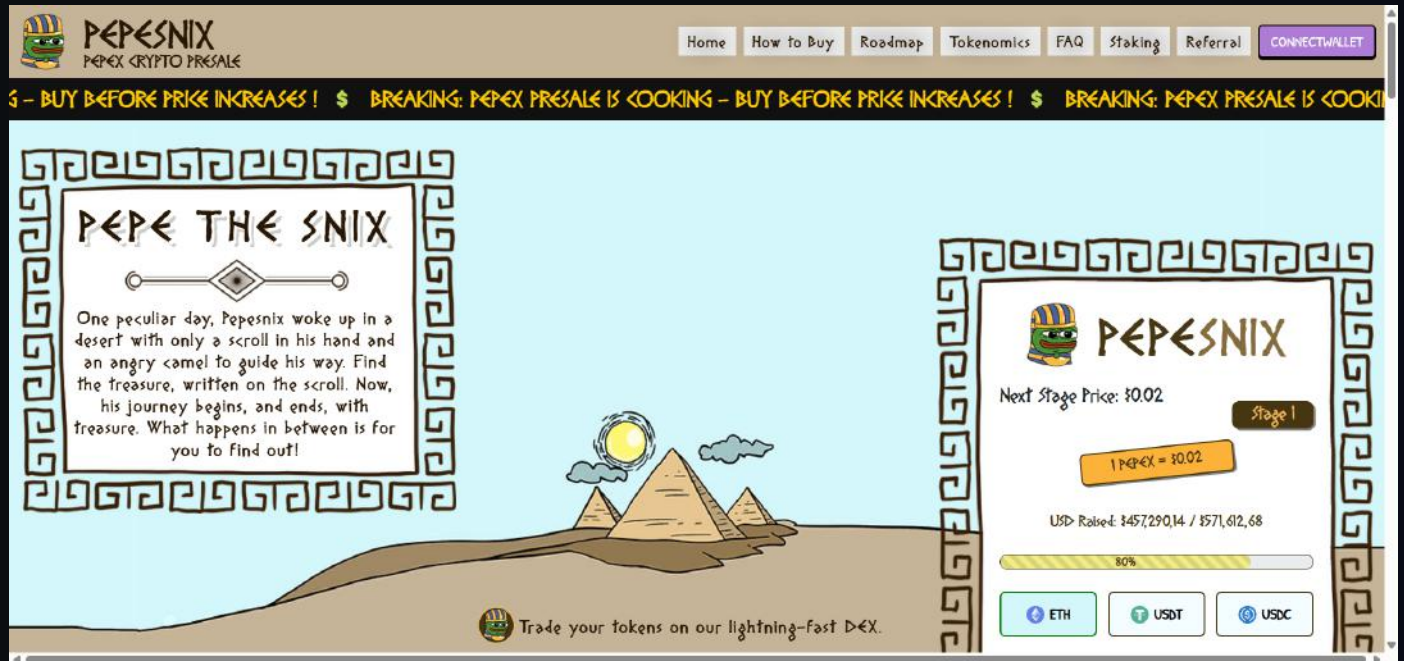 PEPESNIX
PEPEX CRYPTO PRESALE
Home How to Buy Roadmap Tokenomics FAQ Staking Referral CONNECTWALLET
G – BUY BEFORE PRICE INCREASES ! $ BREAKING: PEPEX PRESALE IS COOKING – BUY BEFORE PRICE INCREASES ! $ BREAKING: PEPEX PRESALE IS COOKI
PEPE THE SNIX
One peculiar day, Pepesnix woke up in a
desert with only a scroll in his hand and
an angry camel to guide his way. Find
the treasure, written on the scroll. Now,
his journey begins, and ends, with
treasure. What happens in between is for
you to find out!
PEPESNIX
Next Stage Price: $0.02
Stage 1
1 PEPEX = $0.02
USD Raised: $457,290,14 / $571,612,68
80%
ETH USDT USDC
Trade your tokens on our lightning-fast DEX.